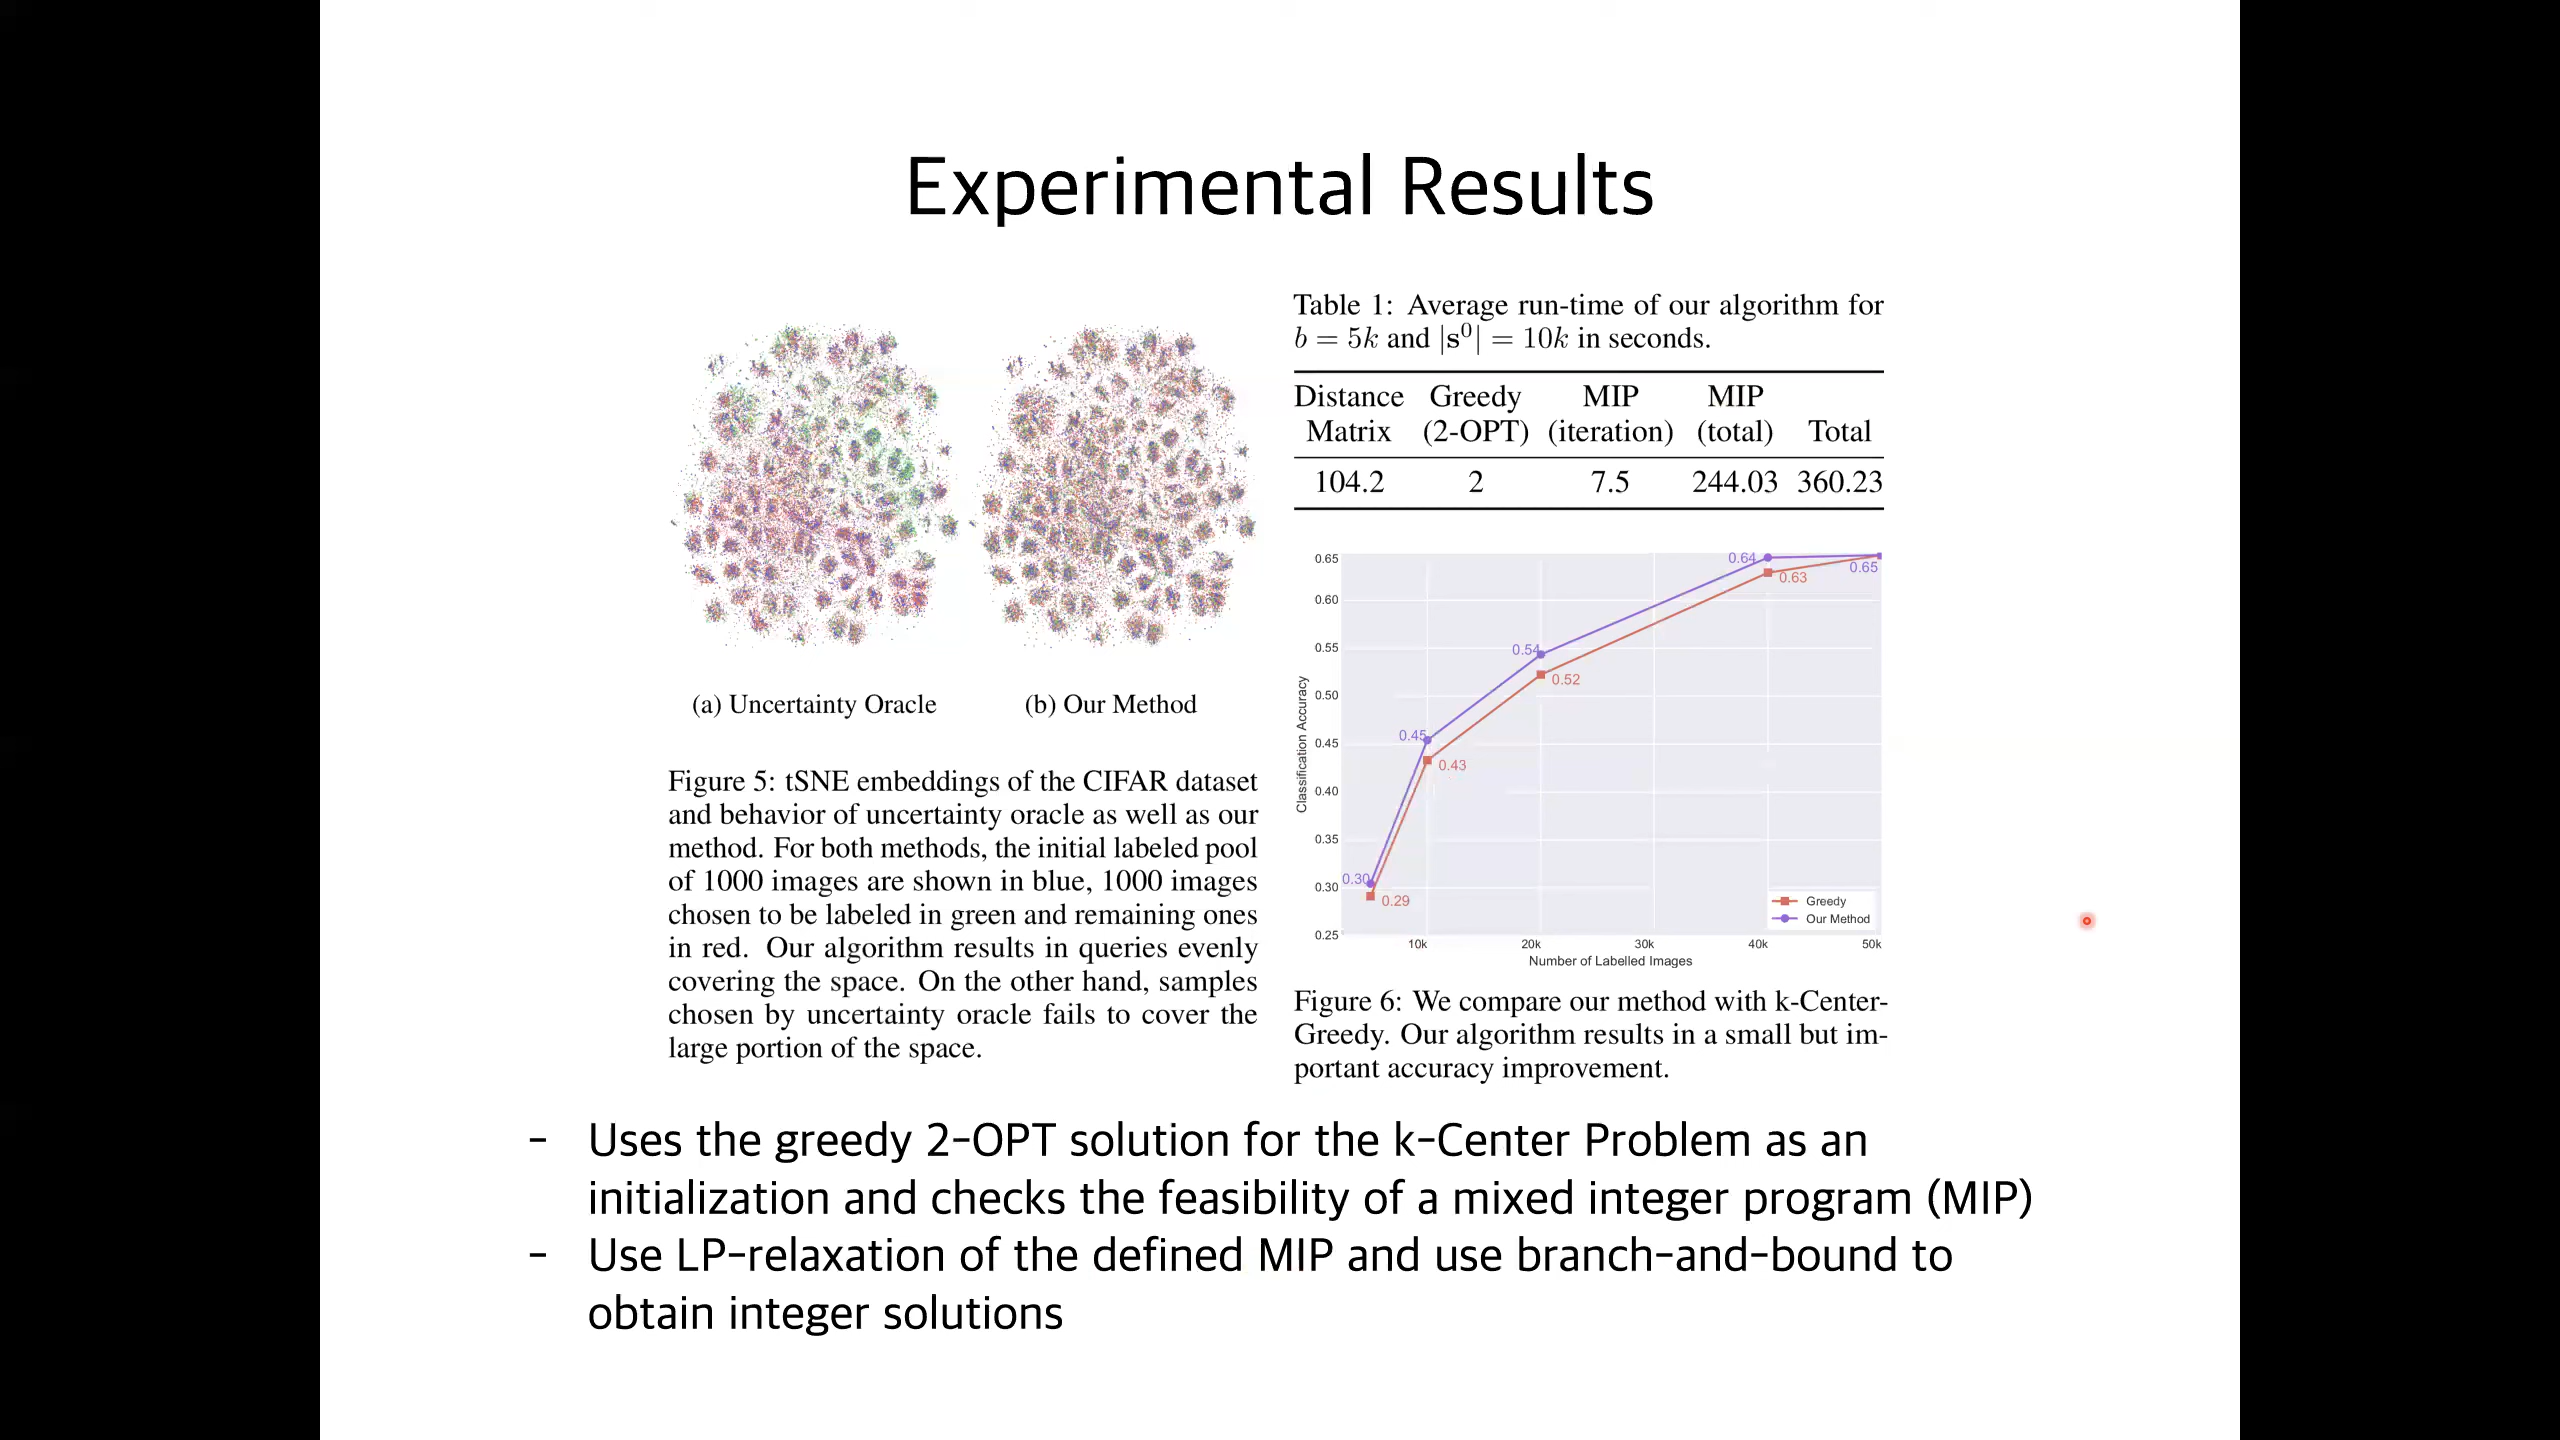 Experimental Results
(a) Uncertainty Oracle
(b) Our Method
Figure 5: tSNE embeddings of the CIFAR dataset
and behavior of uncertainty oracle as well as our
method. For both methods, the initial labeled pool
of 1000 images are shown in blue, 1000 images
chosen to be labeled in green and remaining ones
in red. Our algorithm results in queries evenly
covering the space. On the other hand, samples
chosen by uncertainty oracle fails to cover the
large portion of the space.
Table 1: Average run-time of our algorithm for
b = 5k and |s⁰| = 10k in seconds.
Distance Greedy MIP MIP
Matrix (2-OPT) (iteration) (total) Total
104.2 2 7.5 244.03 360.23
0.65
0.60
0.55
0.50
0.45
0.40
0.35
0.30
0.25
Classification Accuracy
0.64
0.63
0.65
0.54
0.52
0.45
0.43
0.30
0.29
Greedy
Our Method
10k 20k 30k 40k 50k
Number of Labelled Images
Figure 6: We compare our method with k-Center-
Greedy. Our algorithm results in a small but im-
portant accuracy improvement.
- Uses the greedy 2-OPT solution for the k-Center Problem as an
initialization and checks the feasibility of a mixed integer program (MIP)
- Use LP-relaxation of the defined MIP and use branch-and-bound to
obtain integer solutions